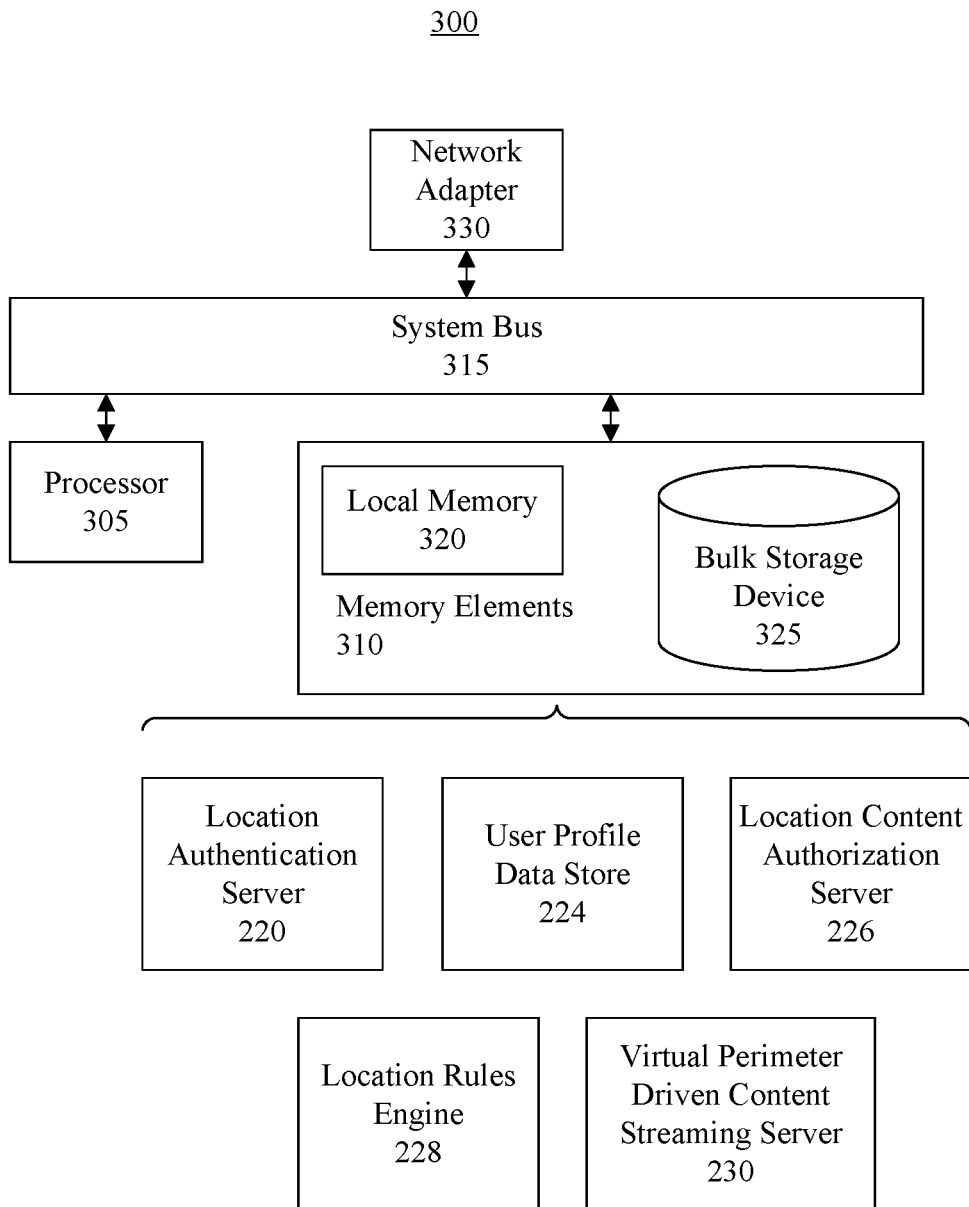 300
Network
Adapter
330
System Bus
315
Processor
305
Local Memory
320
Memory Elements
310
Bulk Storage
Device
325
Location
Authentication
Server
220
User Profile
Data Store
224
Location Content
Authorization
Server
226
Location Rules
Engine
228
Virtual Perimeter
Driven Content
Streaming Server
230